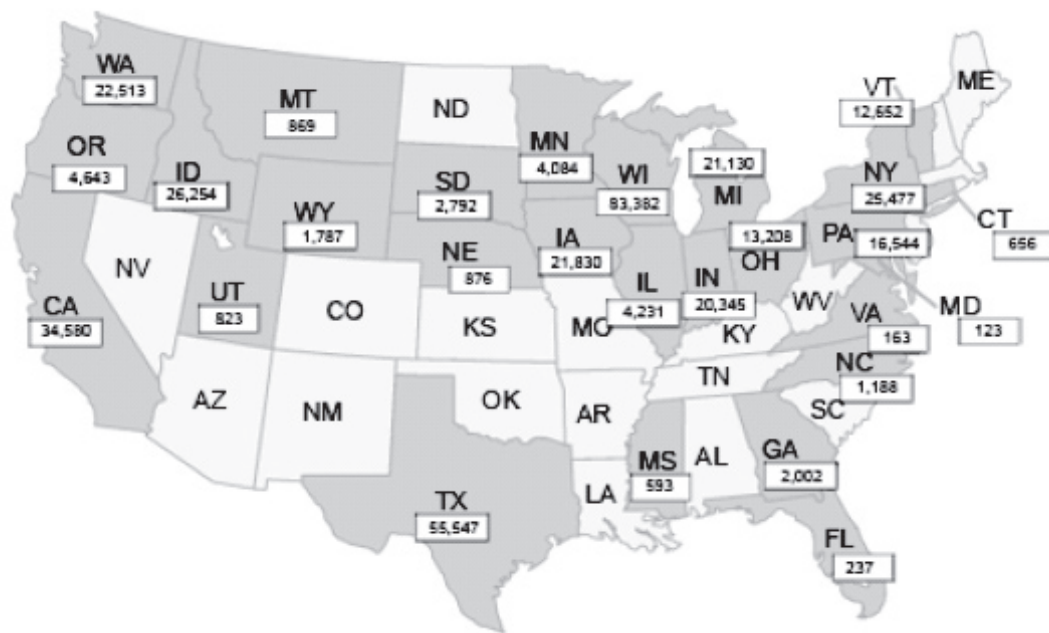 WA
22,513
MT
869
ND
MN
4,084
VT
12,652
ME
OR
4,643
ID
26,254
SD
2,792
WI
83,382
21,130
MI
NY
25,477
WY
1,787
NE
876
IA
21,830
13,208
OH
PA
16,544
CT
656
NV
UT
823
CO
IL
4,231
IN
20,345
WV
MD
123
CA
34,580
KS
MO
KY
VA
163
AZ
NM
OK
AR
TN
NC
1,188
SC
MS
593
AL
GA
2,002
TX
55,547
LA
FL
237